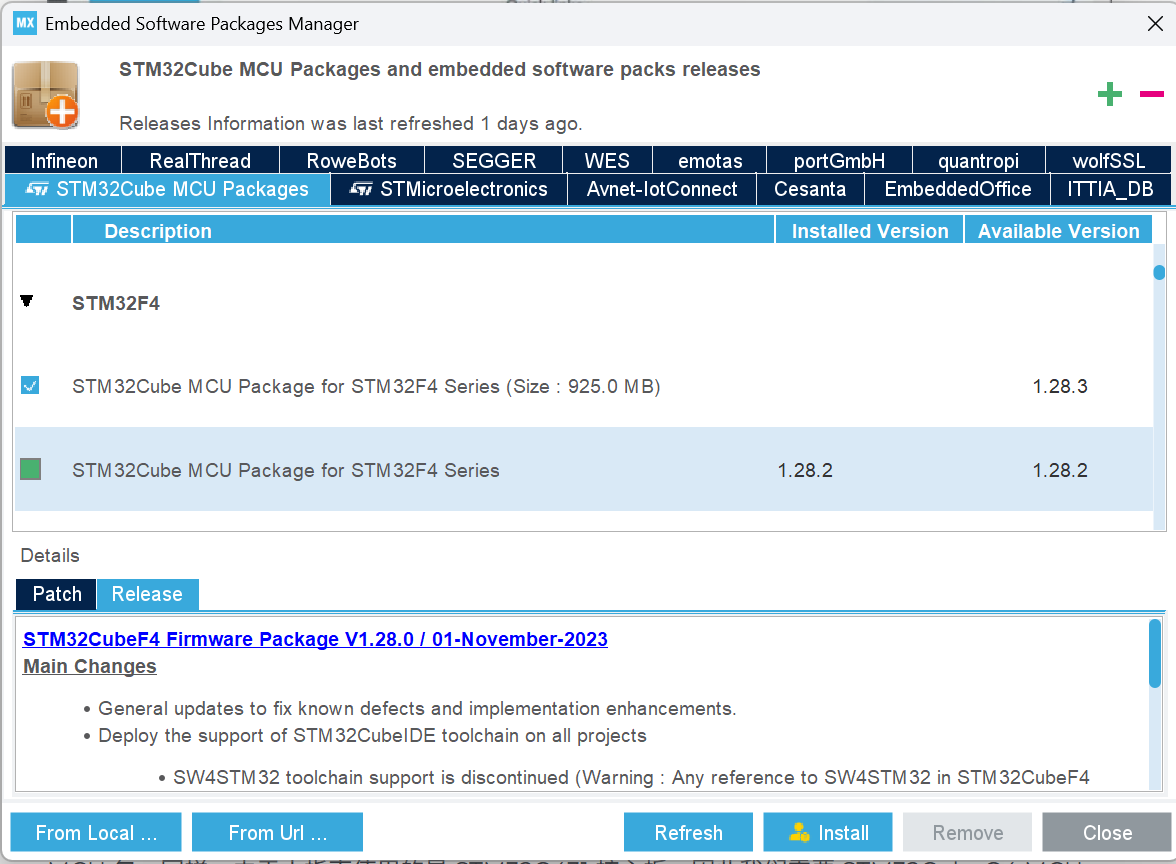 MX Embedded Software Packages Manager
STM32Cube MCU Packages and embedded software packs releases
Releases Information was last refreshed 1 days ago.
Infineon RealThread RoweBots SEGGER WES emotas portGmbH quantropi wolfSSL
STM32Cube MCU Packages STMicroelectronics Avnet-IotConnect Cesanta EmbeddedOffice ITTIA_DB
Description Installed Version Available Version
STM32F4
STM32Cube MCU Package for STM32F4 Series (Size : 925.0 MB) 1.28.3
STM32Cube MCU Package for STM32F4 Series 1.28.2 1.28.2
Details
Patch Release
STM32CubeF4 Firmware Package V1.28.0 / 01-November-2023
Main Changes
• General updates to fix known defects and implementation enhancements.
• Deploy the support of STM32CubeIDE toolchain on all projects
• SW4STM32 toolchain support is discontinued (Warning : Any reference to SW4STM32 in STM32CubeF4
From Local ... From Url ... Refresh Install Remove Close